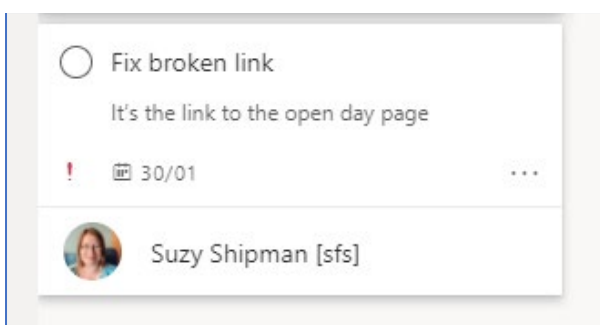 Fix broken link
It's the link to the open day page
! 30/01 ...
Suzy Shipman [sfs]